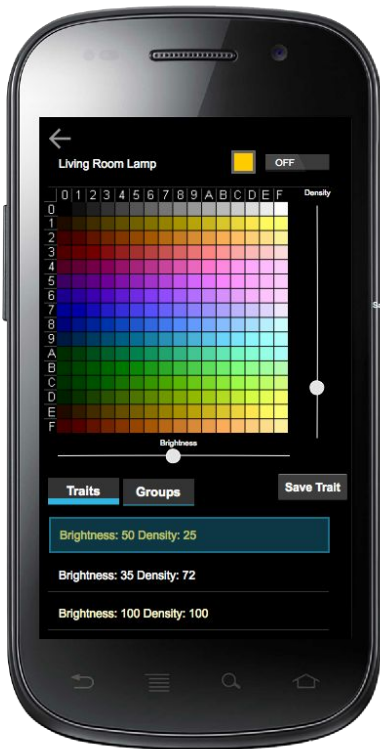 Living Room Lamp
OFF
Density
0 1 2 3 4 5 6 7 8 9 A B C D E F
0
1
2
3
4
5
6
7
8
9
A
B
C
D
E
F
Brightness
Traits
Groups
Save Trait
Brightness: 50 Density: 25
Brightness: 35 Density: 72
Brightness: 100 Density: 100